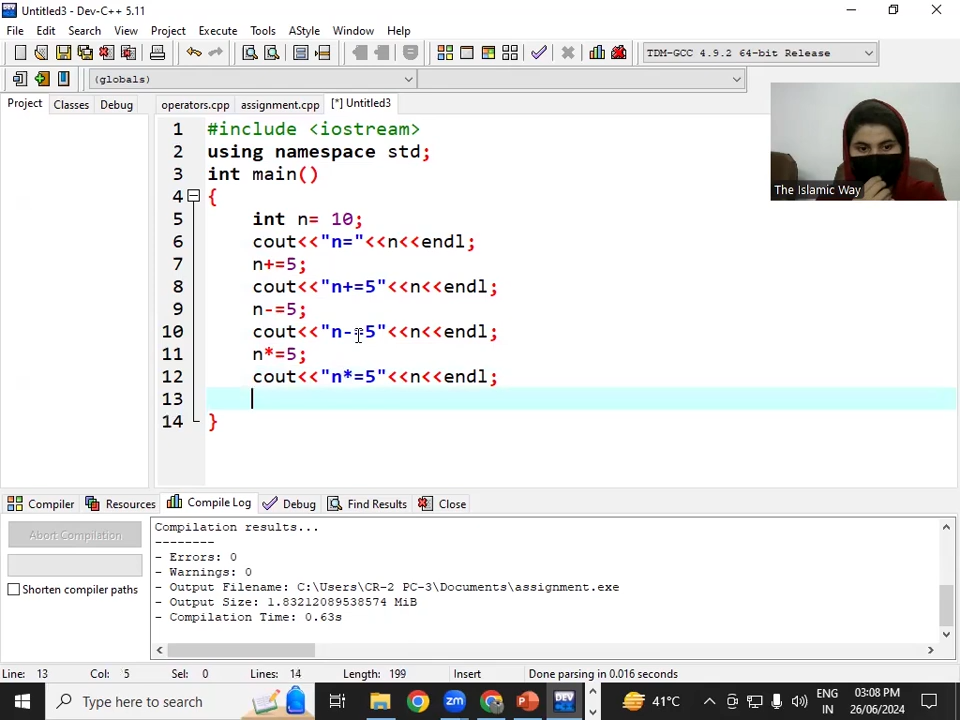 Untitled3 - Dev-C++ 5.11
File Edit Search View Project Execute Tools AStyle Window Help
TDM-GCC 4.9.2 64-bit Release
(globals)
Project Classes Debug operators.cpp assignment.cpp [*] Untitled3
1 #include <iostream>
2 using namespace std;
3 int main()
4 {
5 int n= 10;
6 cout<<"n="<<n<<endl;
7 n+=5;
8 cout<<"n+=5"<<n<<endl;
9 n-=5;
10 cout<<"n-=5"<<n<<endl;
11 n*=5;
12 cout<<"n*=5"<<n<<endl;
13
14 }
The Islamic Way
Compiler Resources Compile Log Debug Find Results Close
Abort Compilation
Shorten compiler paths
Compilation results...
--------
- Errors: 0
- Warnings: 0
- Output Filename: C:\Users\CR-2 PC-3\Documents\assignment.exe
- Output Size: 1.83212089538574 MiB
- Compilation Time: 0.63s
Line: 13 Col: 5 Sel: 0 Lines: 14 Length: 199 Insert Done parsing in 0.016 seconds
Type here to search
zm
DEV
41°C
ENG
IN
03:08 PM
26/06/2024